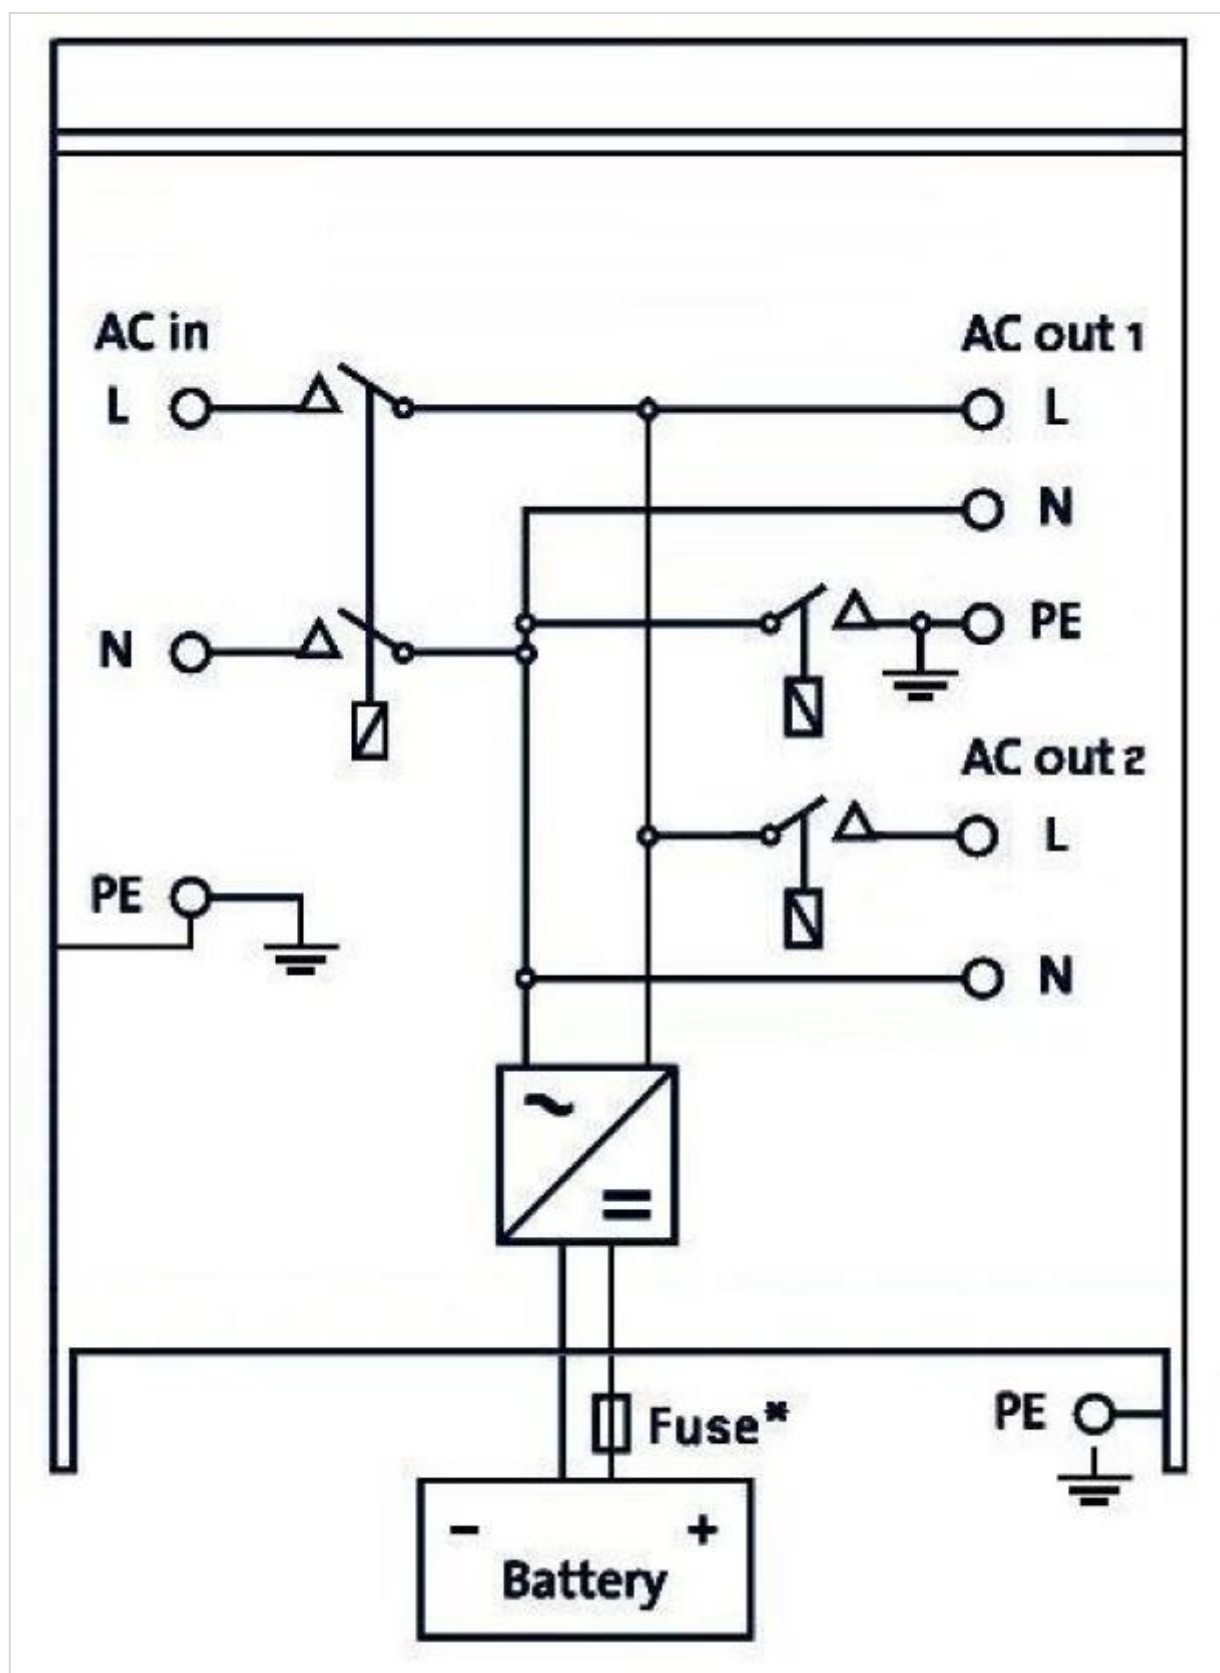 AC in
AC out 1
L
L
N
N
PE
AC out 2
L
PE
N
~
=
Fuse*
PE
- +
Battery